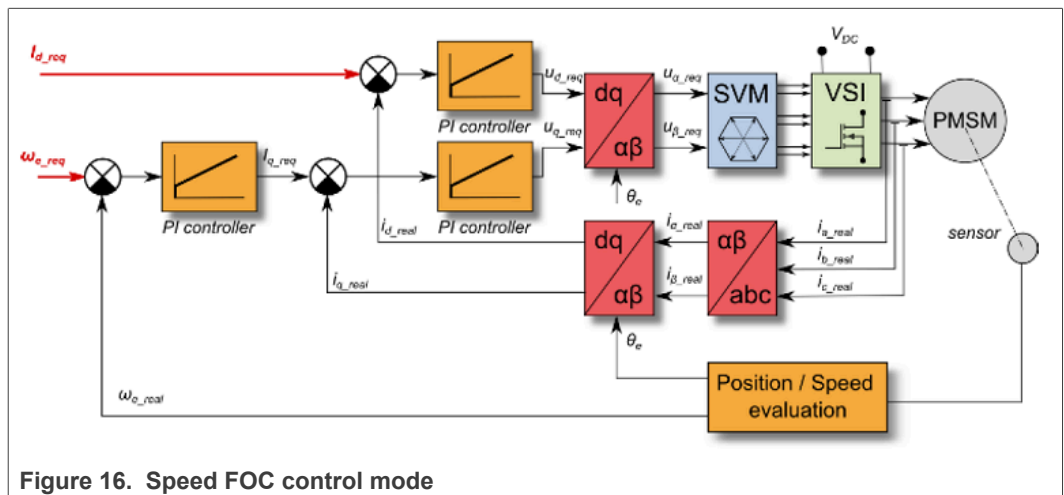 I_d_req
ω_e_req
PI controller
I_q_req
PI controller
PI controller
u_d_req
u_q_req
dq
αβ
θ_e
u_α_req
u_β_req
SVM
V_DC
VSI
PMSM
sensor
i_d_real
i_q_real
dq
αβ
θ_e
i_α_real
i_β_real
αβ
abc
i_a_real
i_b_real
i_c_real
ω_e_real
Position / Speed
evaluation
Figure 16. Speed FOC control mode